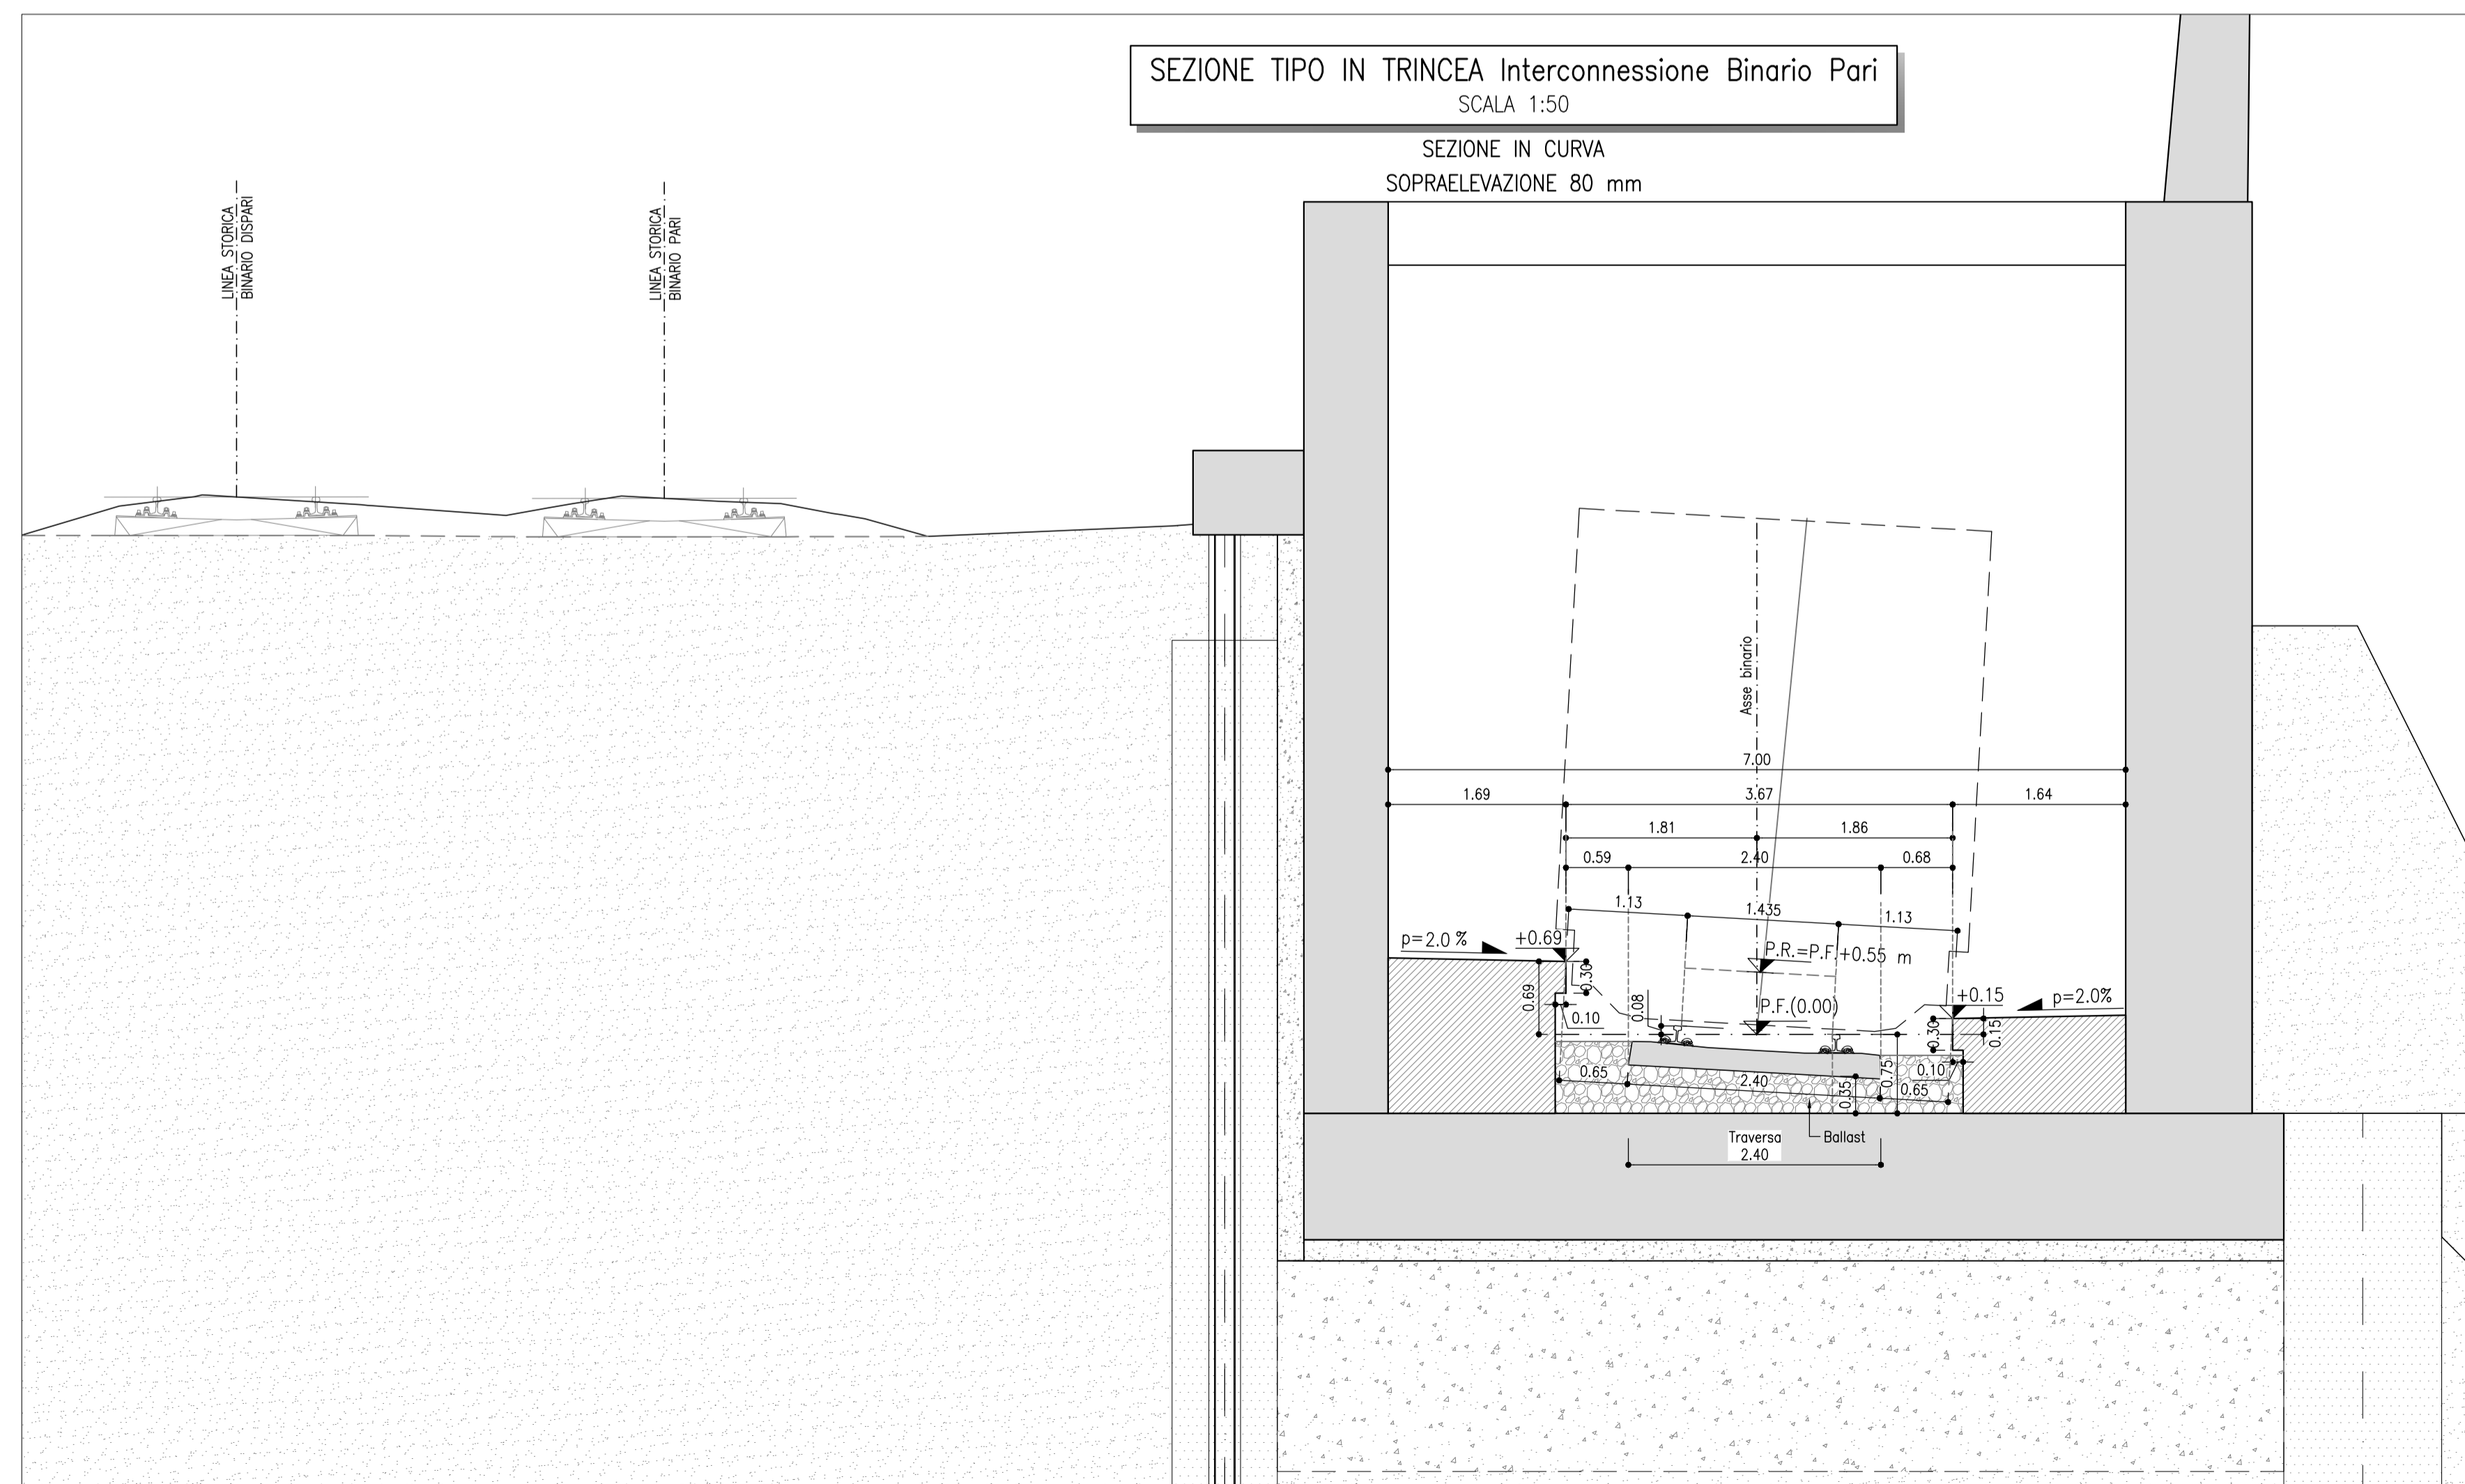 SEZIONE TIPO IN TRINCEA Interconnessione Binario Pari
SCALA 1:50
SEZIONE IN CURVA
SOPRAELEVAZIONE 80 mm
LINEA STORICA
BINARIO DISPARI
LINEA STORICA
BINARIO PARI
Asse binario
7.00
1.69
3.67
1.64
1.81
1.86
0.59
2.40
0.68
1.13
1.435
1.13
p=2.0 %
+0.69
P.R.=P.F.+0.55 m
0.30
0.69
0.10
0.08
P.F.(0.00)
+0.15
p=2.0%
0.30
0.15
0.65
2.40
0.35
0.75
0.10
0.65
Traversa
2.40
Ballast